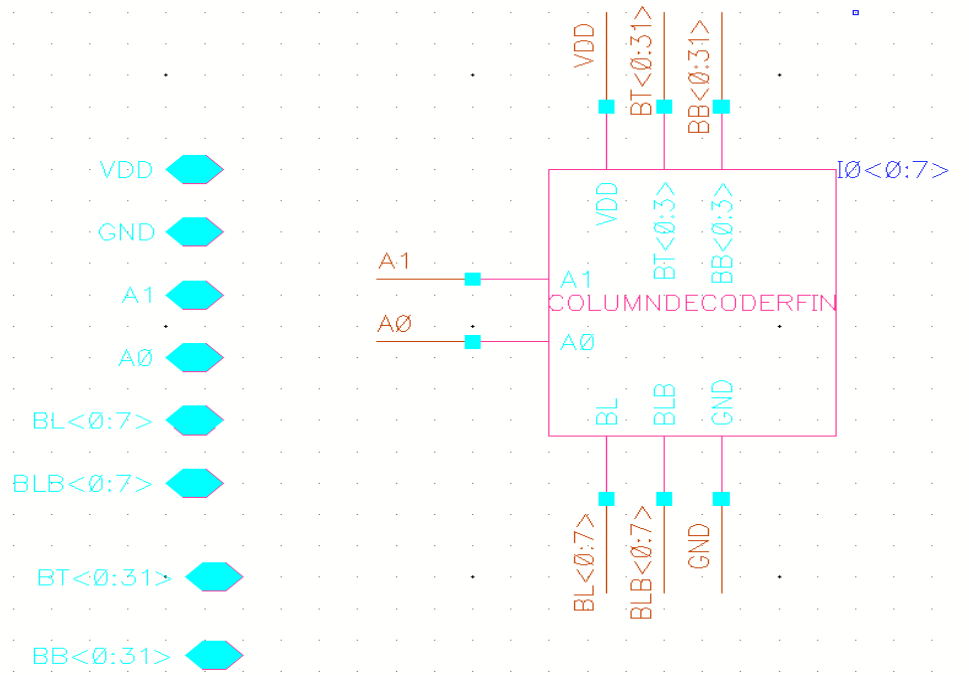 VDD
GND
A1
A0
BL<0:7>
BLB<0:7>
BT<0:31>
BB<0:31>
VDD
BT<0:31>
BB<0:31>
I0<0:7>
VDD
BT<0:3>
BB<0:3>
A1
A1
COLUMNDECODERFIN
A0
A0
BL
BLB
GND
BL<0:7>
BLB<0:7>
GND